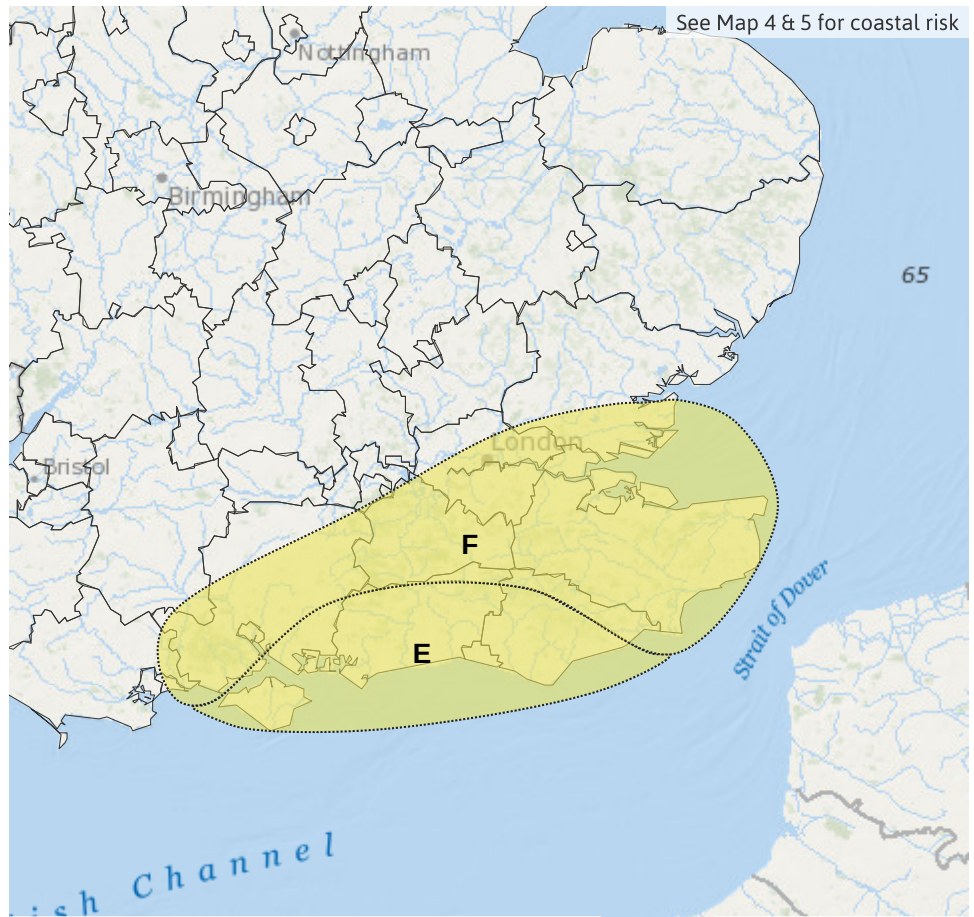 See Map 4 & 5 for coastal risk
Nottingham
Birmingham
65
London
Bristol
F
Strait of Dover
E
ish Channel